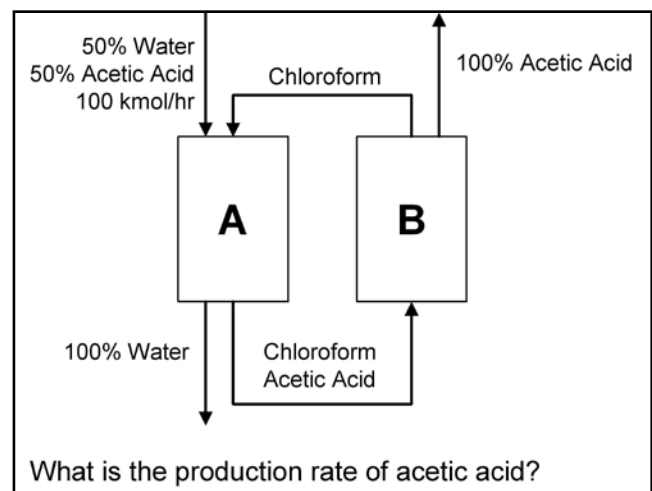 50% Water
50% Acetic Acid
100 kmol/hr
Chloroform
100% Acetic Acid
A
B
100% Water
Chloroform
Acetic Acid
What is the production rate of acetic acid?